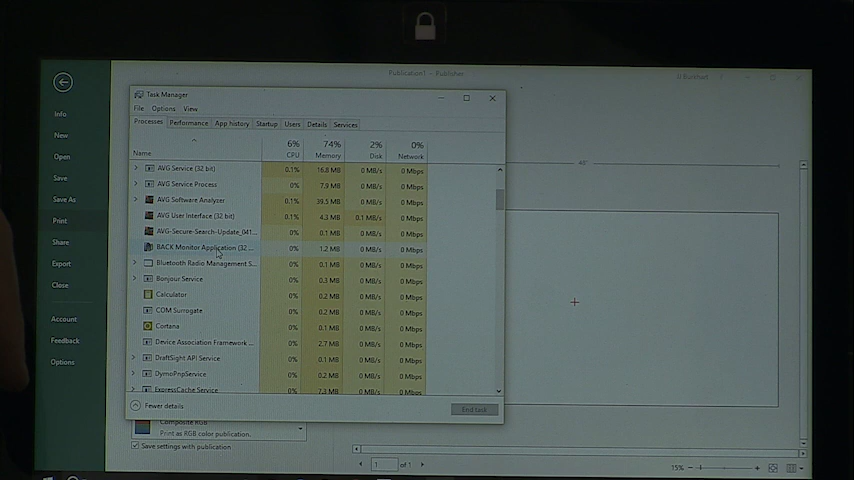 Publication1 - Publisher
Info
New
Open
Save
Save As
Print
Share
Export
Close
Account
Feedback
Options
Task Manager
File Options View
Processes Performance App history Startup Users Details Services
6% 74% 2% 0%
Name CPU Memory Disk Network
AVG Service (32 bit) 0.1% 16.8 MB 0 MB/s 0 Mbps
AVG Service Process 0% 7.9 MB 0 MB/s 0 Mbps
AVG Software Analyzer 0.1% 39.5 MB 0 MB/s 0 Mbps
AVG User Interface (32 bit) 0.1% 4.3 MB 0.1 MB/s 0 Mbps
AVG-Secure-Search-Update_041... 0% 0.1 MB 0 MB/s 0 Mbps
BACK Monitor Application (32 ... 0% 1.2 MB 0 MB/s 0 Mbps
Bluetooth Radio Management S... 0% 0.1 MB 0 MB/s 0 Mbps
Bonjour Service 0% 0.3 MB 0 MB/s 0 Mbps
Calculator 0% 0.2 MB 0 MB/s 0 Mbps
COM Surrogate 0% 0.2 MB 0 MB/s 0 Mbps
Cortana 0% 0.1 MB 0 MB/s 0 Mbps
Device Association Framework ... 0% 2.7 MB 0 MB/s 0 Mbps
DraftSight API Service 0% 0.1 MB 0 MB/s 0 Mbps
DymoPnpService 0% 0.2 MB 0 MB/s 0 Mbps
ExpressCache Service 0% 7.3 MB 0 MB/s 0 Mbps
Fewer details
End task
48"
Composite RGB
Print as RGB color publication.
Save settings with publication
1 of 1
15%